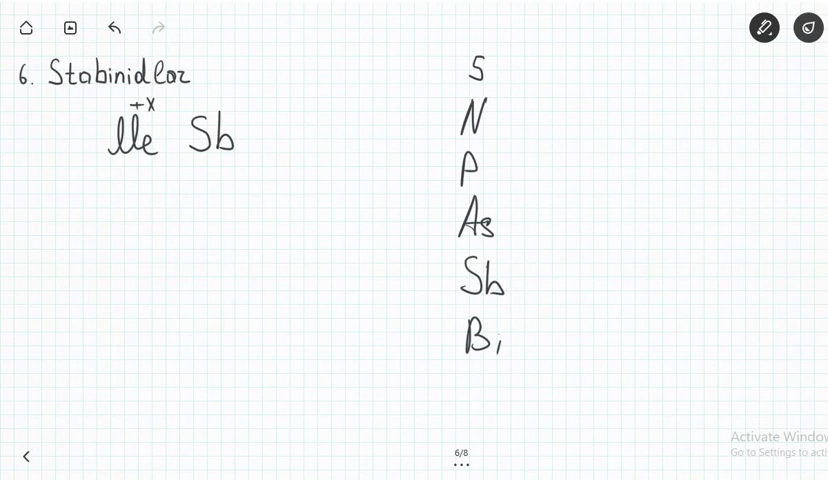 6. Stabinidlar
+x
Me Sb
S
N
P
As
Sb
Bi
6/8
Activate Window
Go to Settings to acti